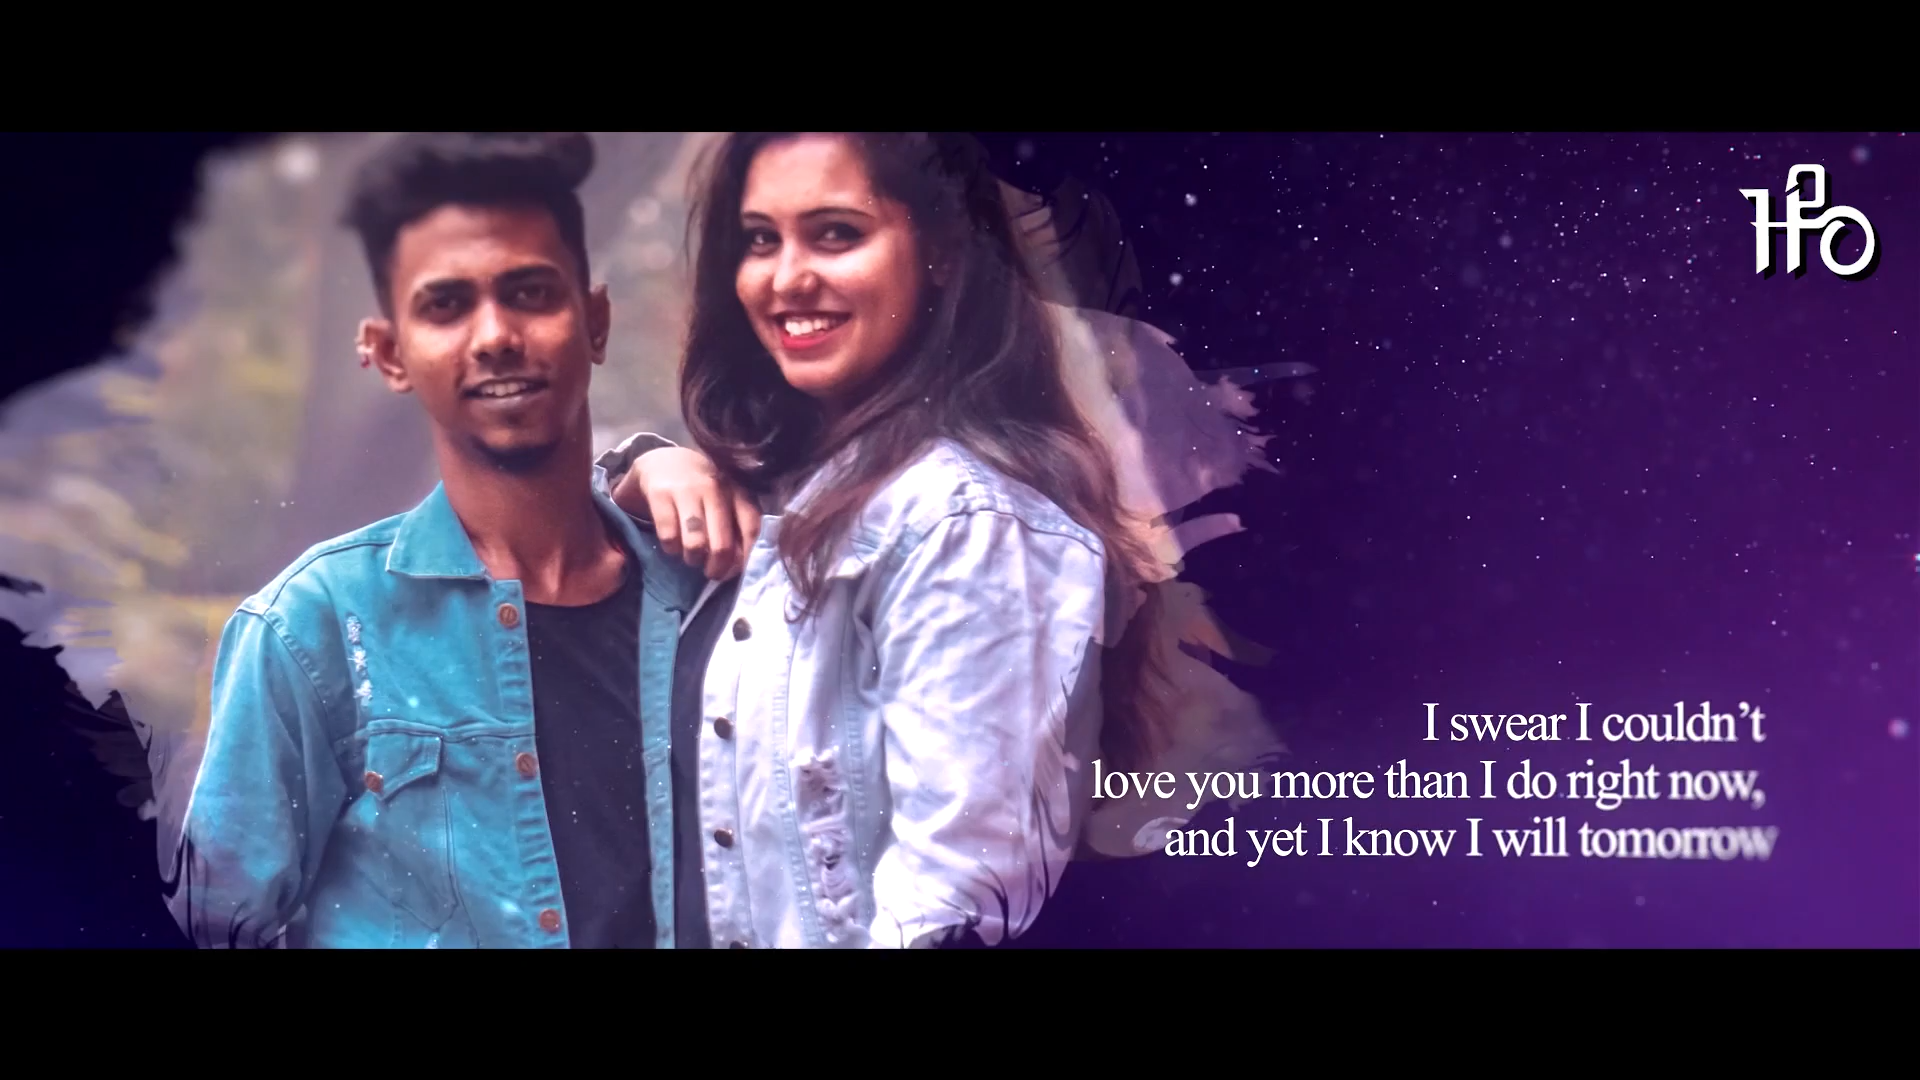 I swear I couldn’t
love you more than I do right now,
and yet I know I will tomorrow